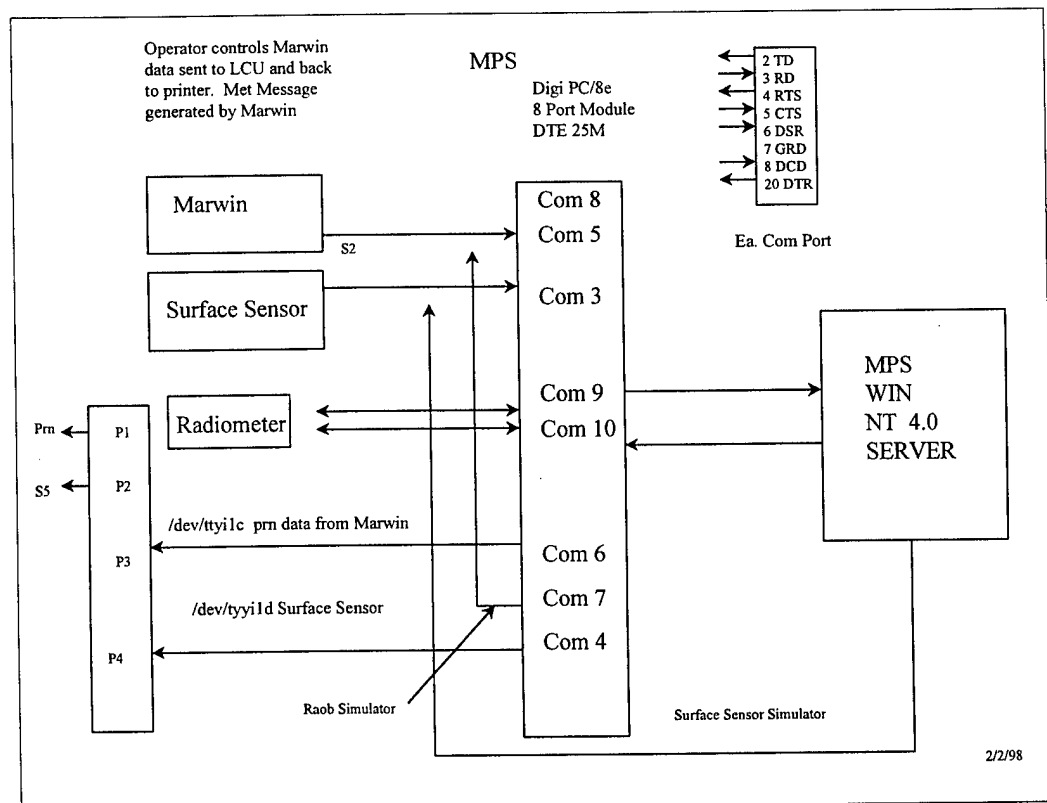 Operator controls Marwin
data sent to LCU and back
to printer. Met Message
generated by Marwin
MPS
Digi PC/8e
8 Port Module
DTE 25M
2 TD
3 RD
4 RTS
5 CTS
6 DSR
7 GRD
8 DCD
20 DTR
Ea. Com Port
Marwin
S2
Surface Sensor
Radiometer
Com 8
Com 5
Com 3
Com 9
Com 10
Com 6
Com 7
Com 4
MPS
WIN
NT 4.0
SERVER
Prn
P1
S5
P2
P3
P4
/dev/ttyi1c prn data from Marwin
/dev/tyyi1d Surface Sensor
Raob Simulator
Surface Sensor Simulator
2/2/98